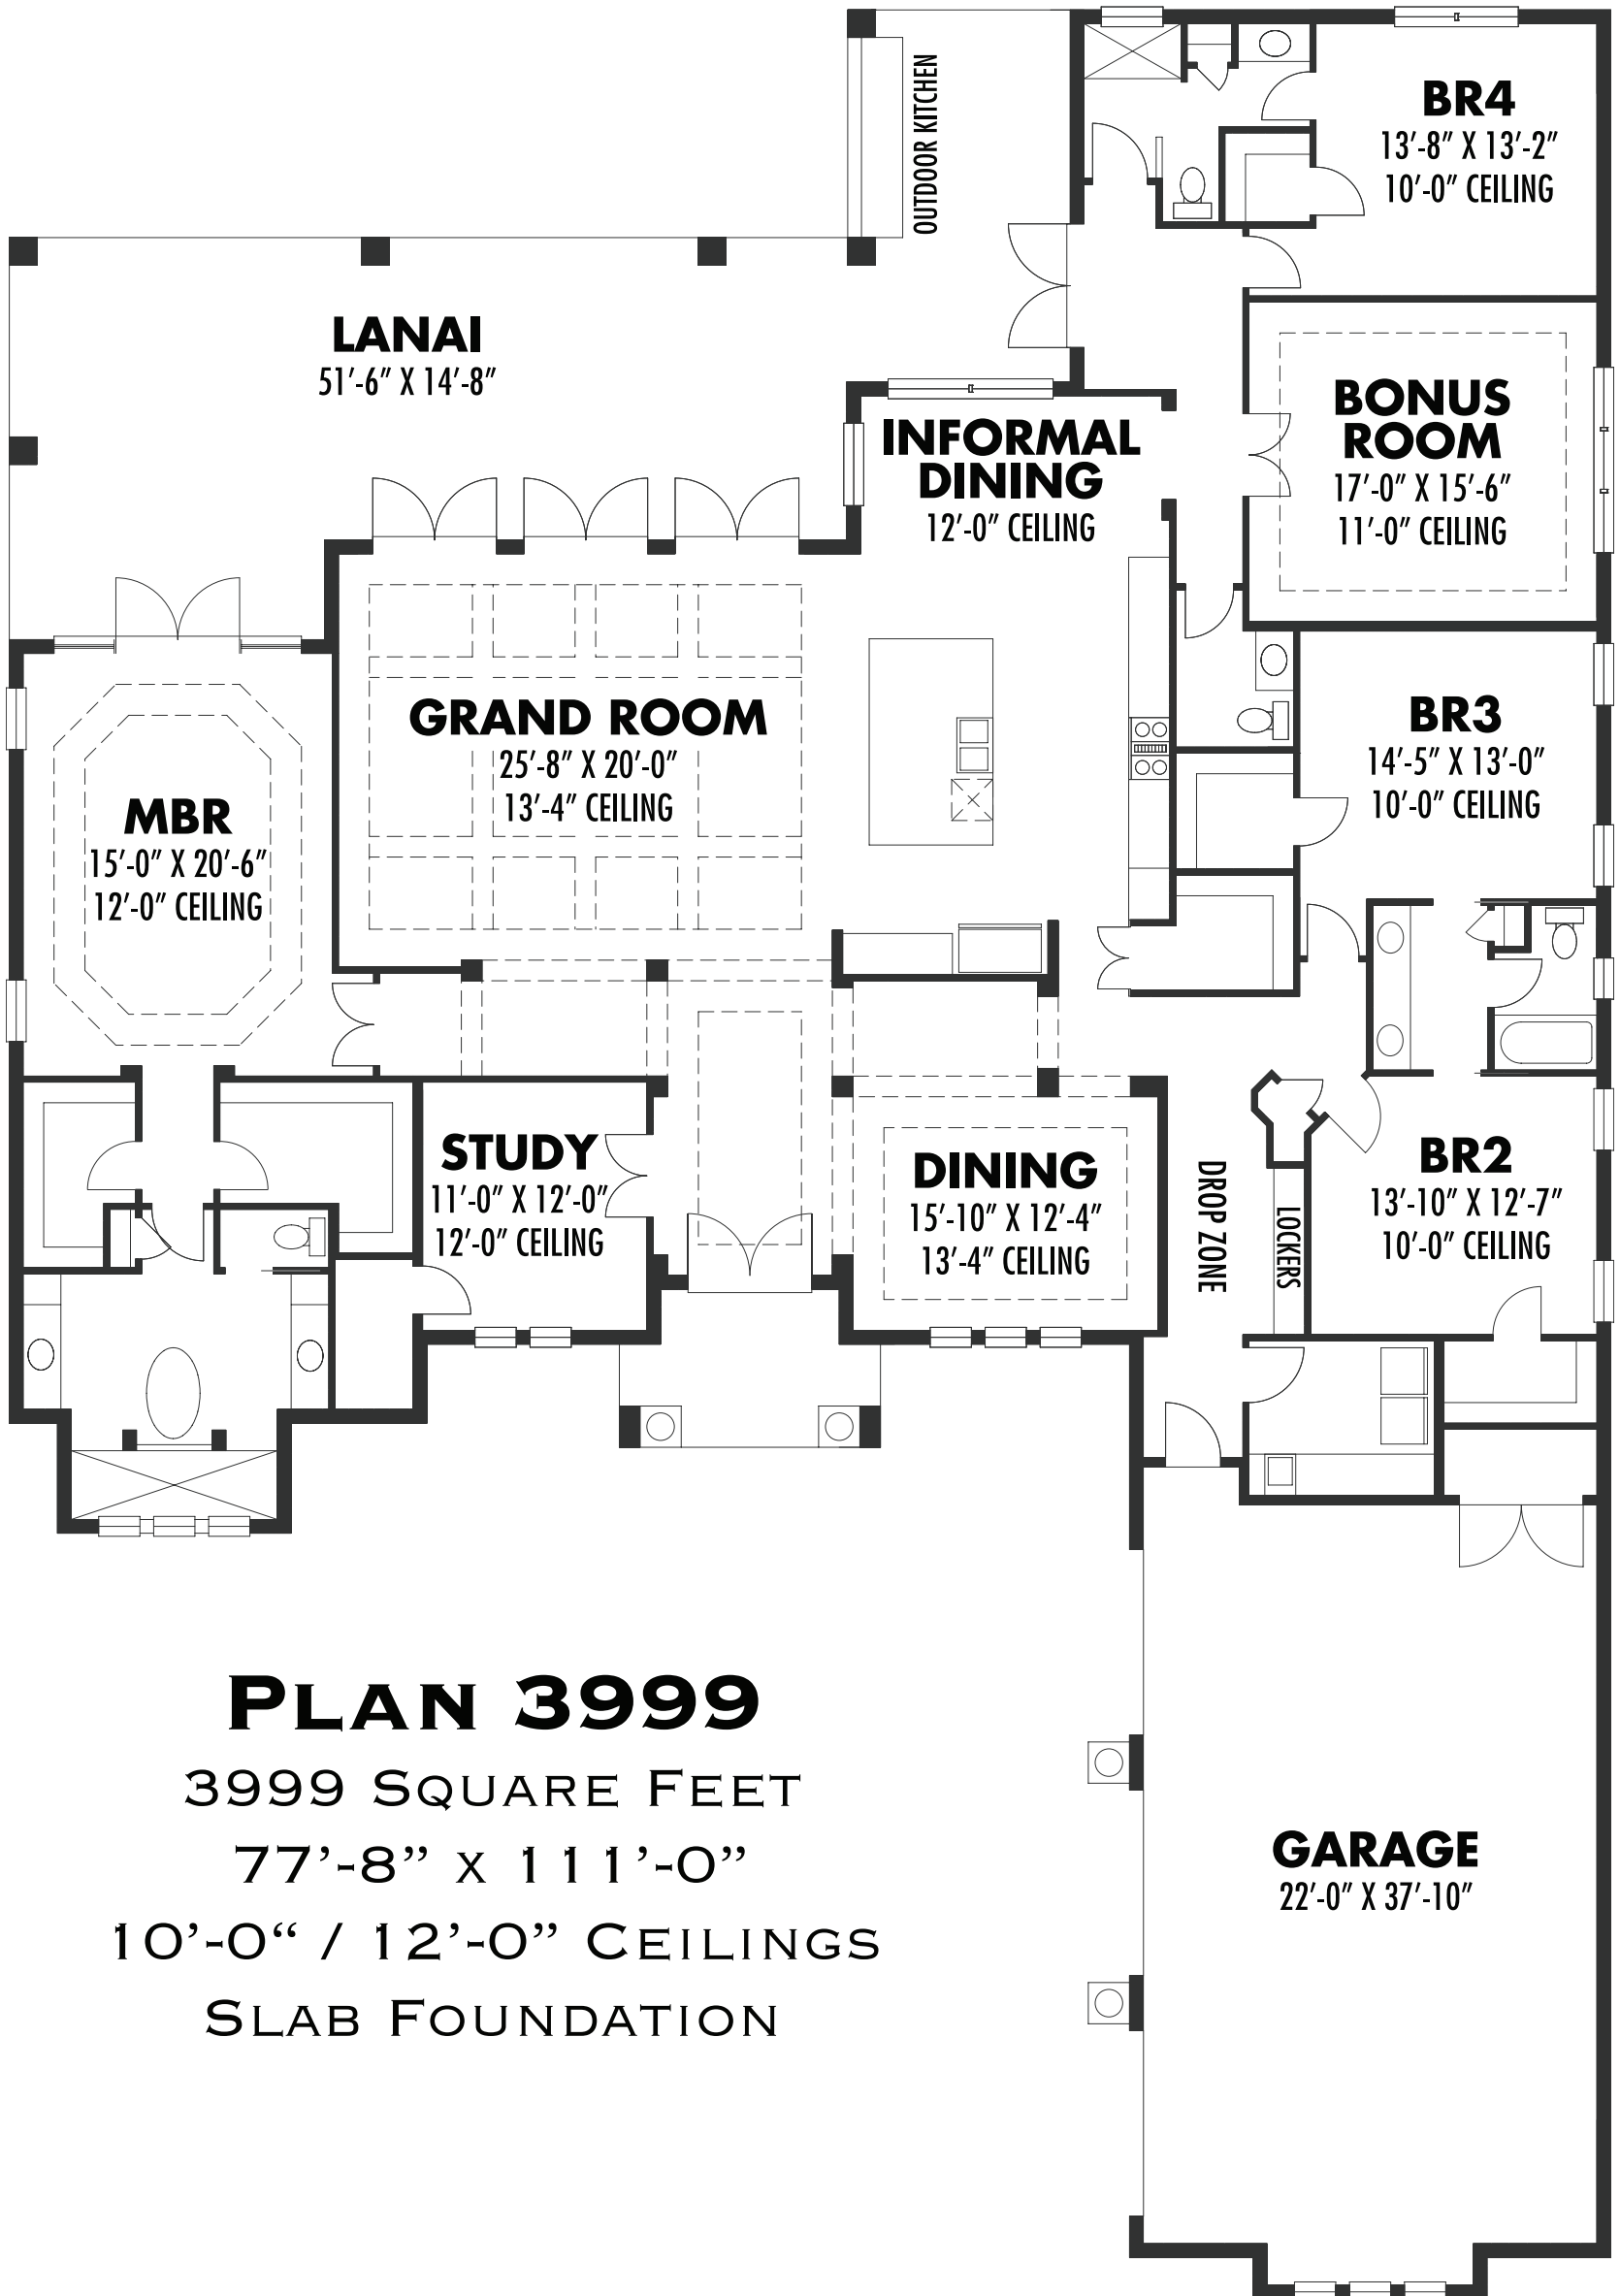 OUTDOOR KITCHEN
BR4
13'-8" X 13'-2"
10'-0" CEILING
LANAI
51'-6" X 14'-8"
INFORMAL
DINING
12'-0" CEILING
BONUS
ROOM
17'-0" X 15'-6"
11'-0" CEILING
GRAND ROOM
25'-8" X 20'-0"
13'-4" CEILING
BR3
14'-5" X 13'-0"
10'-0" CEILING
MBR
15'-0" X 20'-6"
12'-0" CEILING
STUDY
11'-0" X 12'-0"
12'-0" CEILING
DINING
15'-10" X 12'-4"
13'-4" CEILING
DROP ZONE
LOCKERS
BR2
13'-10" X 12'-7"
10'-0" CEILING
PLAN 3999
3999 SQUARE FEET
77'-8" X 111'-0"
10'-0“ / 12'-0” CEILINGS
SLAB FOUNDATION
GARAGE
22'-0" X 37'-10"